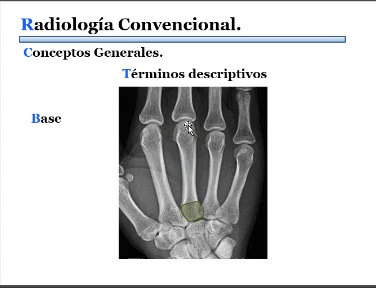 Radiología Convencional.
Conceptos Generales.
Términos descriptivos
Base